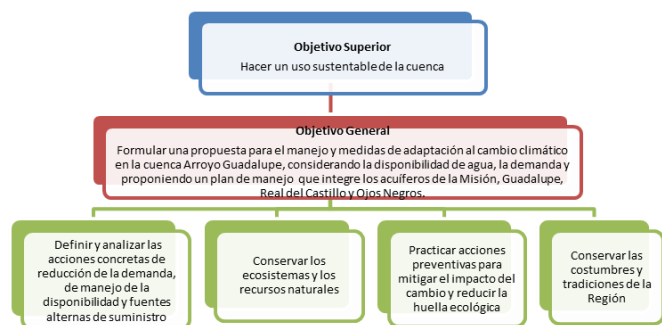 Objetivo Superior
Hacer un uso sustentable de la cuenca
Objetivo General
Formular una propuesta para el manejo y medidas de adaptación al cambio climático
en la cuenca Arroyo Guadalupe, considerando la disponibilidad de agua, la demanda y
proponiendo un plan de manejo que integre los acuíferos de la Misión, Guadalupe,
Real del Castillo y Ojos Negros.
Definir y analizar las
acciones concretas de
reducción de la demanda,
de manejo de la
disponibilidad y fuentes
alternas de suministro
Conservar los
ecosistemas y los
recursos naturales
Practicar acciones
preventivas para
mitigar el impacto del
cambio y reducir la
huella ecológica
Conservar las
costumbres y
tradiciones de la
Región